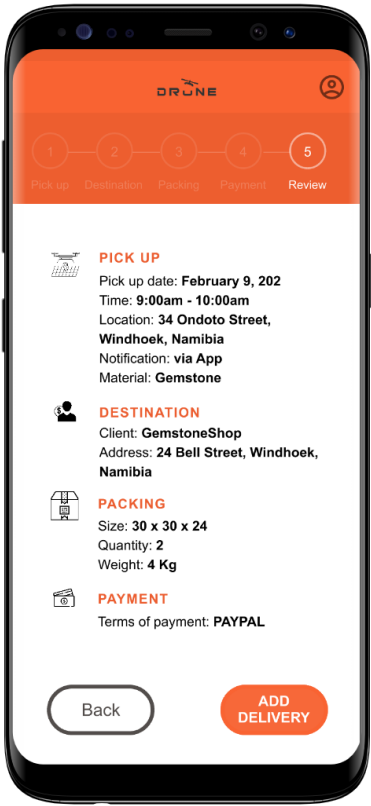 DRONE
1 2 3 4 5
Pick up Destination Packing Payment Review
PICK UP
Pick up date: February 9, 202
Time: 9:00am - 10:00am
Location: 34 Ondoto Street,
Windhoek, Namibia
Notification: via App
Material: Gemstone
DESTINATION
Client: GemstoneShop
Address: 24 Bell Street, Windhoek,
Namibia
PACKING
Size: 30 x 30 x 24
Quantity: 2
Weight: 4 Kg
PAYMENT
Terms of payment: PAYPAL
Back
ADD
DELIVERY